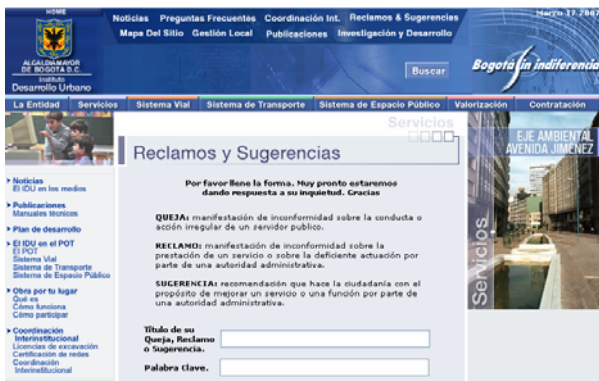 HOME
Noticias Preguntas Frecuentes Coordinación Int. Reclamos & Sugerencias
Marzo 17 2007
Mapa Del Sitio Gestión Local Publicaciones Investigación y Desarrollo
ALCALDIA MAYOR
DE BOGOTA D.C.
Instituto
Desarrollo Urbano
Buscar
Bogotá sin indiferencia
La Entidad Servicios Sistema Vial Sistema de Transporte Sistema de Espacio Público Valorización Contratación
Servicios
Reclamos y Sugerencias
EJE AMBIENTAL
AVENIDA JIMÉNEZ
Servicios
Noticias
El IDU en los medios
Publicaciones
Manuales técnicos
Plan de desarrollo
El IDU en el POT
El POT
Sistema Vial
Sistema de Transporte
Sistema de Espacio Público
Obra por tu lugar
Qué es
Cómo funciona
Cómo participar
Coordinación
Interinstitucional
Licencias de excavación
Certificación de redes
Coordinación
Interinstitucional
Por favor llene la forma. Muy pronto estaremos
dando respuesta a su inquietud. Gracias
QUEJA: manifestación de inconformidad sobre la conducta o
acción irregular de un servidor publico.
RECLAMO: manifestación de inconformidad sobre la
prestación de un servicio o sobre la deficiente actuación por
parte de una autoridad administrativa.
SUGERENCIA: recomendación que hace la ciudadanía con el
propósito de mejorar un servicio o una función por parte de
una autoridad administrativa.
Título de su
Queja, Reclamo
o Sugerencia.
Palabra Clave.